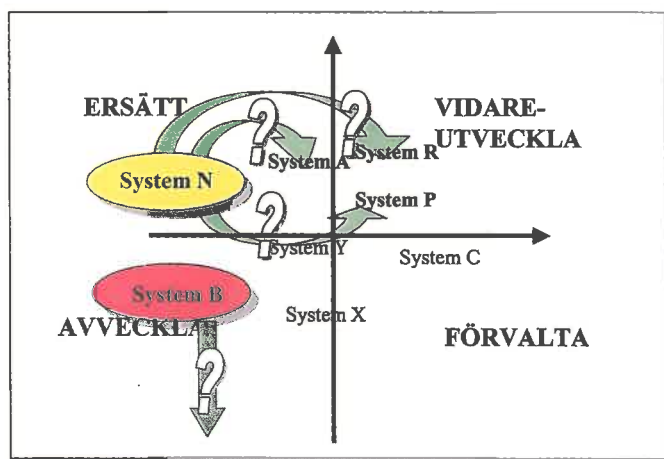 ERSÄTT
VIDARE-
UTVECKLA
?
?
System A
System R
System N
System P
?
System Y
System C
System B
System X
AVVECKLA
FÖRVALTA
?